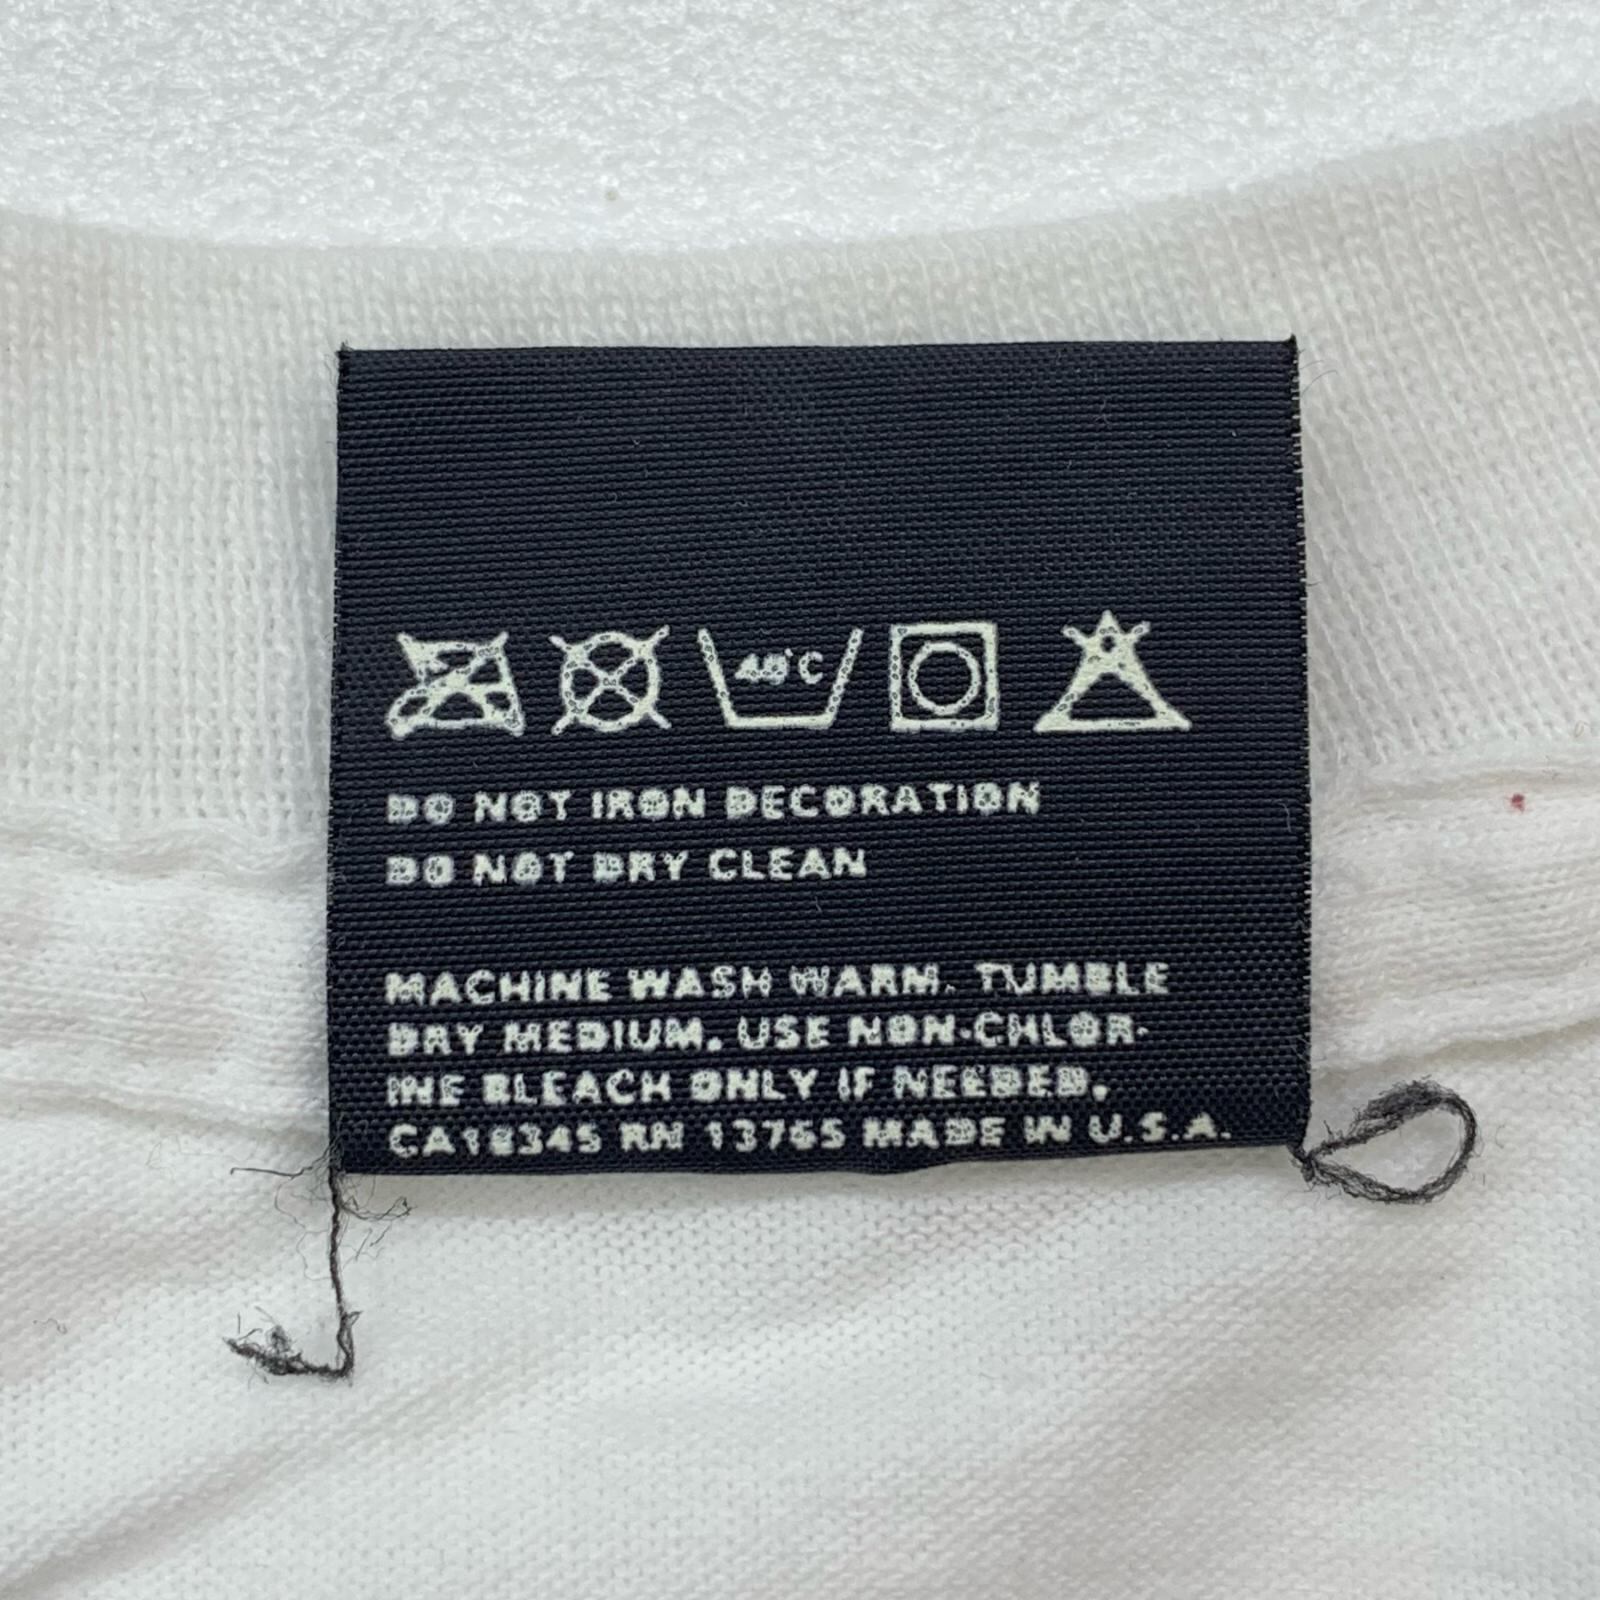 40°C
DO NOT IRON DECORATION
DO NOT DRY CLEAN
MACHINE WASH WARM. TUMBLE
DRY MEDIUM. USE NON-CHLOR-
INE BLEACH ONLY IF NEEDED.
CA18345 RN 13765 MADE IN U.S.A.